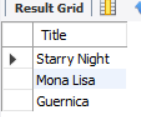 Result Grid
Title
Starry Night
Mona Lisa
Guernica